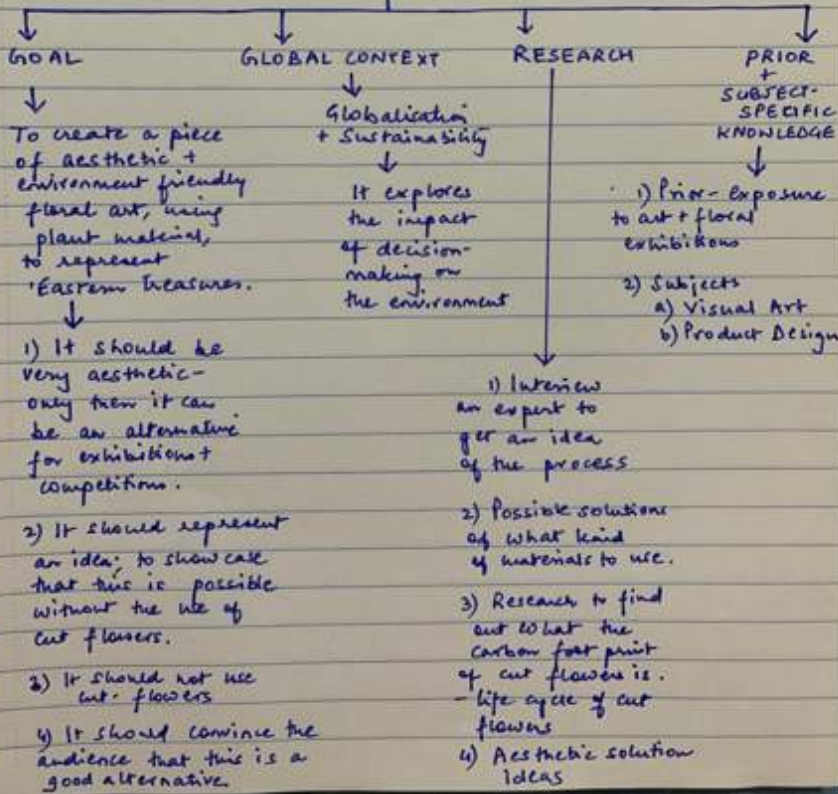 GOAL
To create a piece
of aesthetic +
environment friendly
floral art, using
plant material,
to represent
'Eastern treasures.
1) It should be
very aesthetic-
only then it can
be an alternative
for exhibitions +
competitions.
2) It should represent
an idea; to showcase
that this is possible
without the use of
cut flowers.
3) It should not use
cut-flowers
4) It should convince the
audience that this is a
good alternative
GLOBAL CONTEXT
Globalisation
+ Sustainability
It explores
the impact
of decision-
making on
the environment
RESEARCH
1) Interview
an expert to
get an idea
of the process
2) Possible solutions
of what kind
of materials to use.
3) Research to find
out what the
carbon foot print
of cut flowers is.
- life cycle of cut
flowers
4) Aesthetic solution
ideas
PRIOR
+
SUBJECT-
SPECIFIC
KNOWLEDGE
1) Prior-exposure
to art + floral
exhibitions
2) Subjects
a) Visual Art
b) Product Design